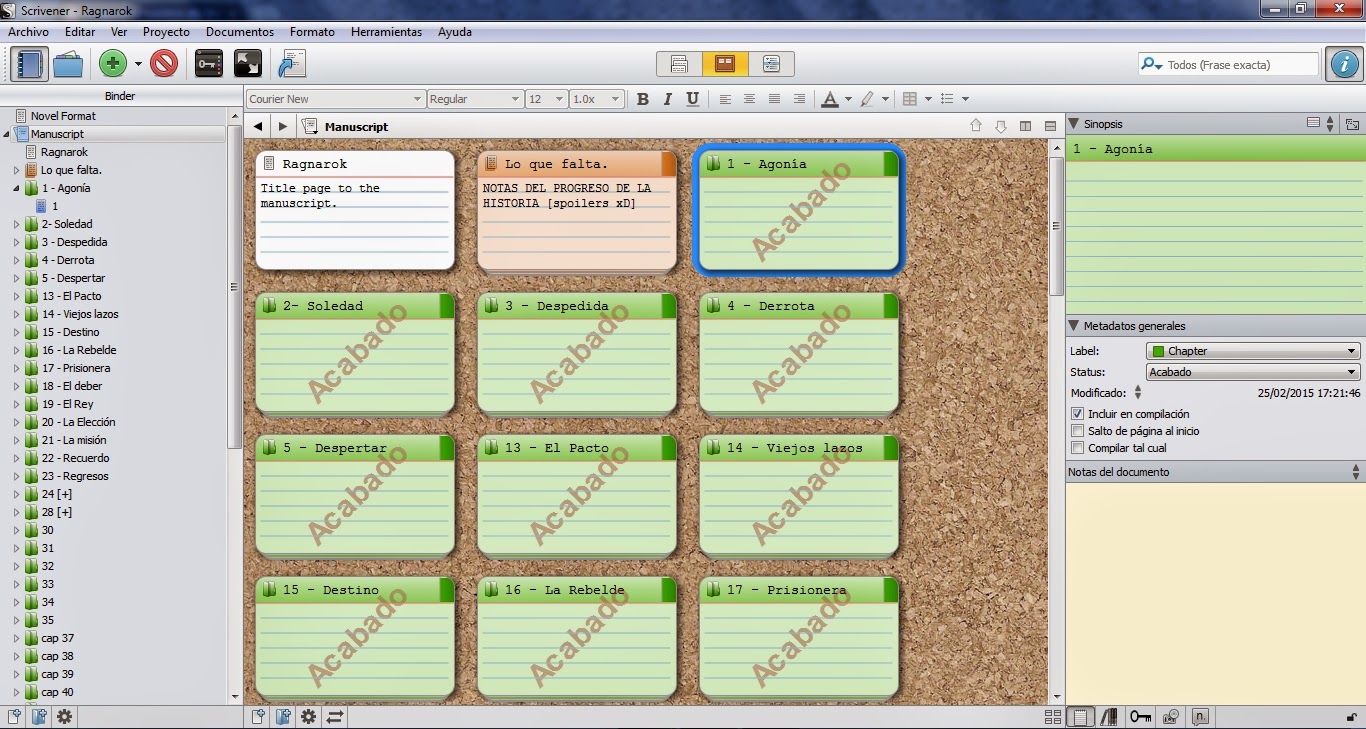 Scrivener - Ragnarok
Archivo Editar Ver Proyecto Documentos Formato Herramientas Ayuda
Todos (Frase exacta)
Binder
Courier New Regular 12 1.0x B I U A
Novel Format
Manuscript
Ragnarok
Lo que falta.
1 - Agonía
1
2- Soledad
3 - Despedida
4 - Derrota
5 - Despertar
13 - El Pacto
14 - Viejos lazos
15 - Destino
16 - La Rebelde
17 - Prisionera
18 - El deber
19 - El Rey
20 - La Elección
21 - La misión
22 - Recuerdo
23 - Regresos
24 [+]
28 [+]
30
31
32
33
34
35
cap 37
cap 38
cap 39
cap 40
Manuscript
Ragnarok
Title page to the
manuscript.
Lo que falta.
NOTAS DEL PROGRESO DE LA
HISTORIA [spoilers xD]
1 - Agonía
Acabado
2- Soledad
Acabado
3 - Despedida
Acabado
4 - Derrota
Acabado
5 - Despertar
Acabado
13 - El Pacto
Acabado
14 - Viejos lazos
Acabado
15 - Destino
Acabado
16 - La Rebelde
Acabado
17 - Prisionera
Acabado
Sinopsis
1 - Agonía
Metadatos generales
Label: Chapter
Status: Acabado
Modificado: 25/02/2015 17:21:46
Incluir en compilación
Salto de página al inicio
Compilar tal cual
Notas del documento
n.